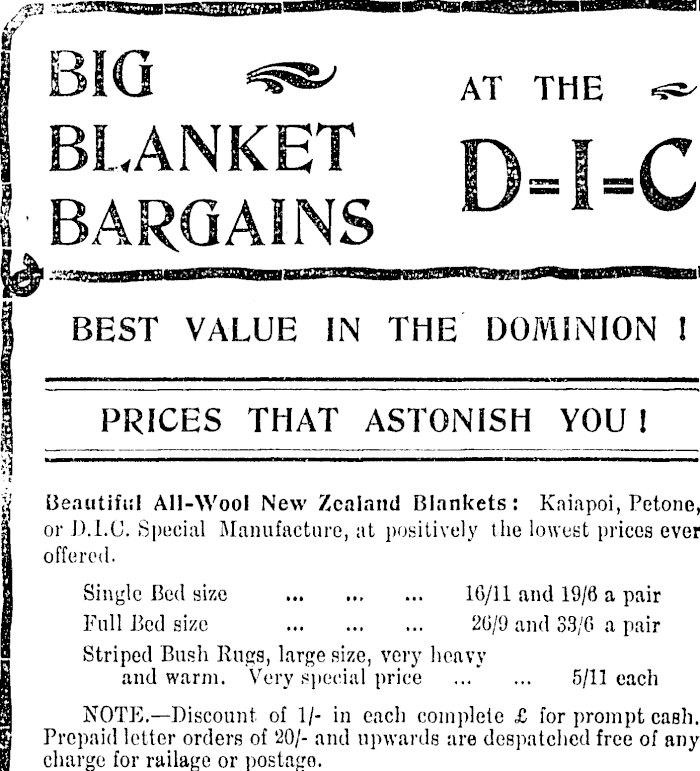 BIG
BLANKET
BARGAINS
AT THE
D=I=C
BEST VALUE IN THE DOMINION !
PRICES THAT ASTONISH YOU !
Beautiful All-Wool New Zealand Blankets: Kaiapoi, Petone,
or D.I.C. Special Manufacture, at positively the lowest prices ever
offered.
Single Bed size ... ... ... 16/11 and 19/6 a pair
Full Bed size ... ... ... 26/9 and 33/6 a pair
Striped Bush Rugs, large size, very heavy
and warm. Very special price ... ... 5/11 each
NOTE.—Discount of 1/- in each complete £ for prompt cash.
Prepaid letter orders of 20/- and upwards are despatched free of any
charge for railage or postage.